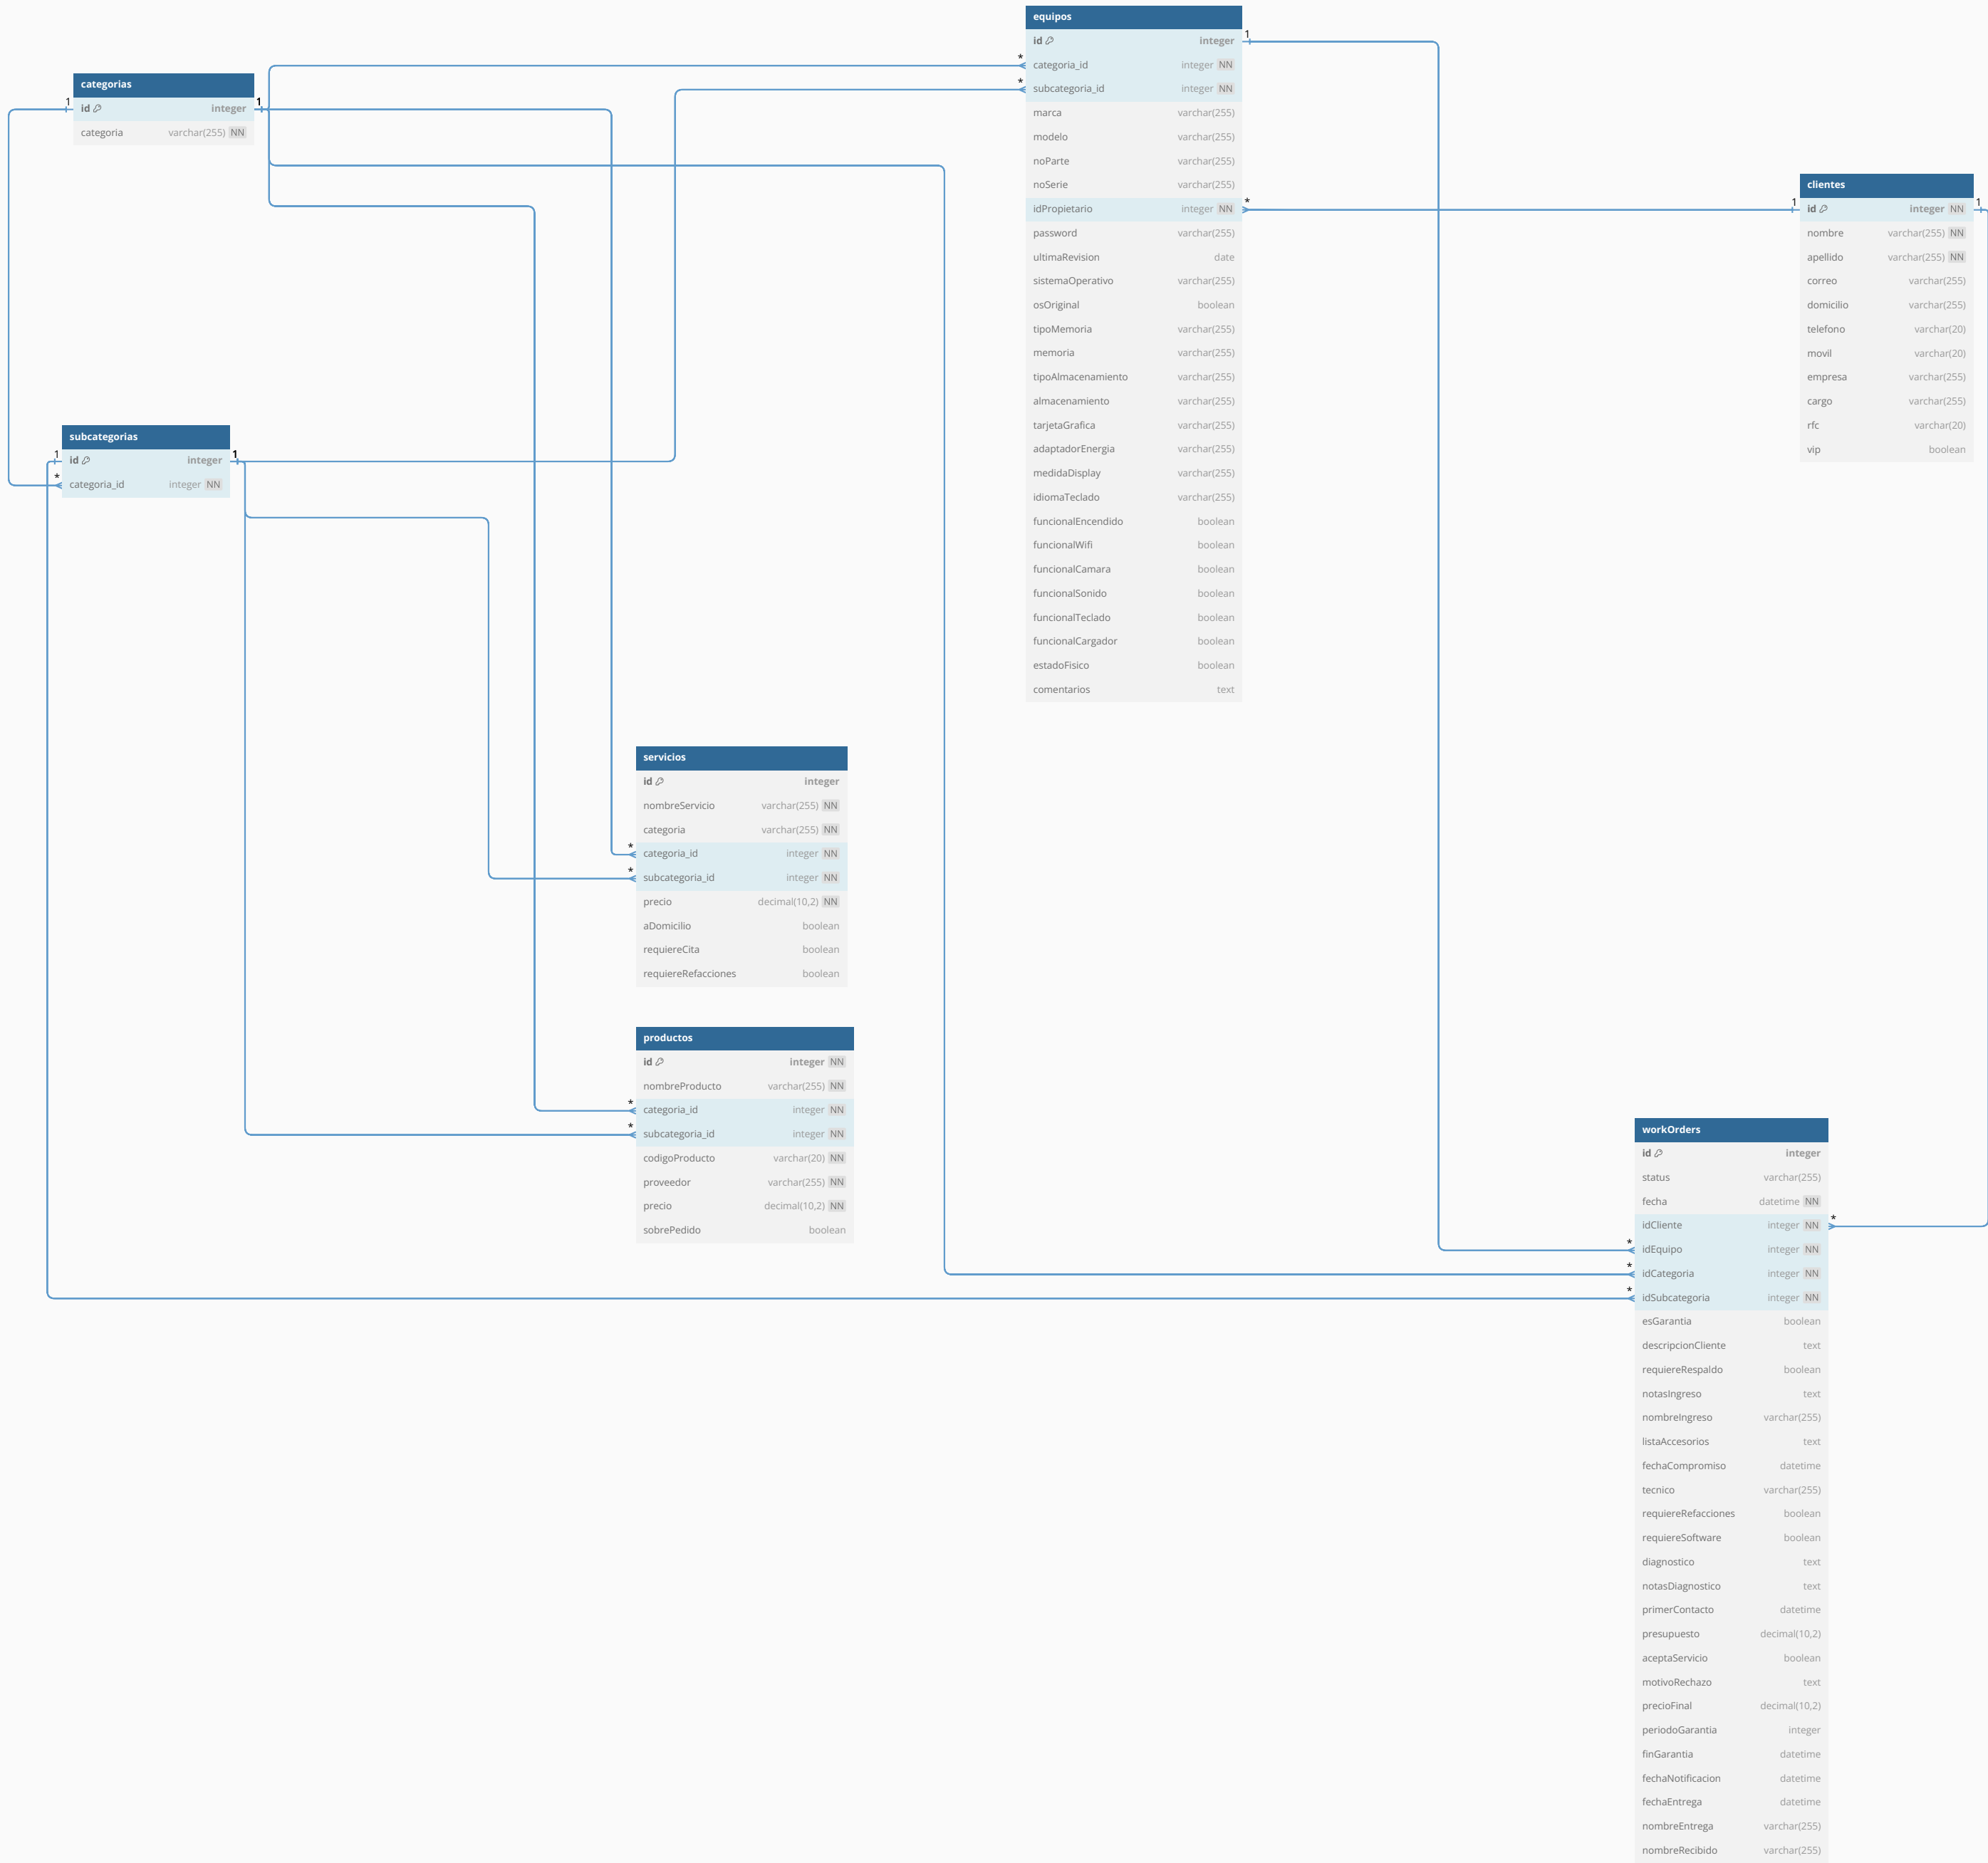 equipos
id integer
categoria_id integer NN
subcategoria_id integer NN
marca varchar(255)
modelo varchar(255)
noParte varchar(255)
noSerie varchar(255)
idPropietario integer NN
password varchar(255)
ultimaRevision date
sistemaOperativo varchar(255)
osOriginal boolean
tipoMemoria varchar(255)
memoria varchar(255)
tipoAlmacenamiento varchar(255)
almacenamiento varchar(255)
tarjetaGrafica varchar(255)
adaptadorEnergia varchar(255)
medidaDisplay varchar(255)
idiomaTeclado varchar(255)
funcionalEncendido boolean
funcionalWifi boolean
funcionalCamara boolean
funcionalSonido boolean
funcionalTeclado boolean
funcionalCargador boolean
estadoFisico boolean
comentarios text
1
*
*
*
categorias
id integer
categoria varchar(255) NN
1
1
clientes
id integer NN
nombre varchar(255) NN
apellido varchar(255) NN
correo varchar(255)
domicilio varchar(255)
telefono varchar(20)
movil varchar(20)
empresa varchar(255)
cargo varchar(255)
rfc varchar(20)
vip boolean
1
1
subcategorias
id integer
categoria_id integer NN
1
1
*
servicios
id integer
nombreServicio varchar(255) NN
categoria varchar(255) NN
categoria_id integer NN
subcategoria_id integer NN
precio decimal(10,2) NN
aDomicilio boolean
requiereCita boolean
requiereRefacciones boolean
*
*
productos
id integer NN
nombreProducto varchar(255) NN
categoria_id integer NN
subcategoria_id integer NN
codigoProducto varchar(20) NN
proveedor varchar(255) NN
precio decimal(10,2) NN
sobrePedido boolean
*
*
workOrders
id integer
status varchar(255)
fecha datetime NN
idCliente integer NN
idEquipo integer NN
idCategoria integer NN
idSubcategoria integer NN
esGarantia boolean
descripcionCliente text
requiereRespaldo boolean
notasIngreso text
nombreIngreso varchar(255)
listaAccesorios text
fechaCompromiso datetime
tecnico varchar(255)
requiereRefacciones boolean
requiereSoftware boolean
diagnostico text
notasDiagnostico text
primerContacto datetime
presupuesto decimal(10,2)
aceptaServicio boolean
motivoRechazo text
precioFinal decimal(10,2)
periodoGarantia integer
finGarantia datetime
fechaNotificacion datetime
fechaEntrega datetime
nombreEntrega varchar(255)
nombreRecibido varchar(255)
*
*
*
*